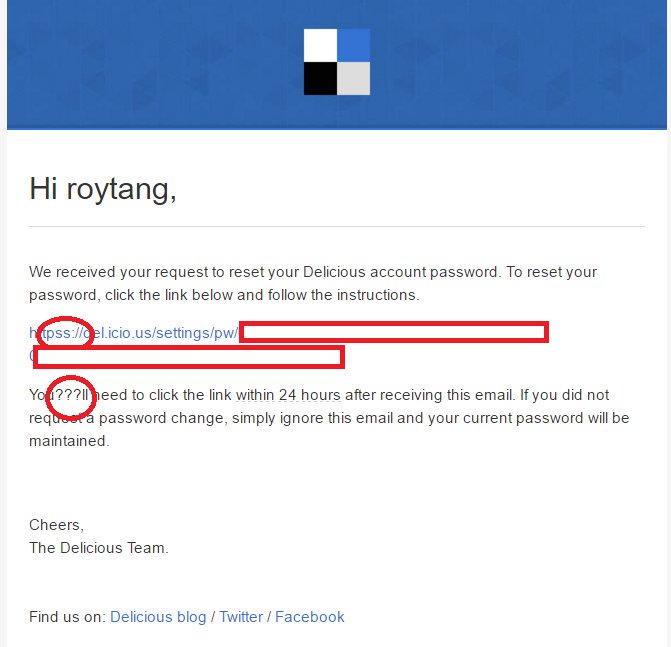 Hi roytang,
We received your request to reset your Delicious account password. To reset your
password, click the link below and follow the instructions.
httpss://del.icio.us/settings/pw/
You???ll need to click the link within 24 hours after receiving this email. If you did not
request a password change, simply ignore this email and your current password will be
maintained.
Cheers,
The Delicious Team.
Find us on: Delicious blog / Twitter / Facebook